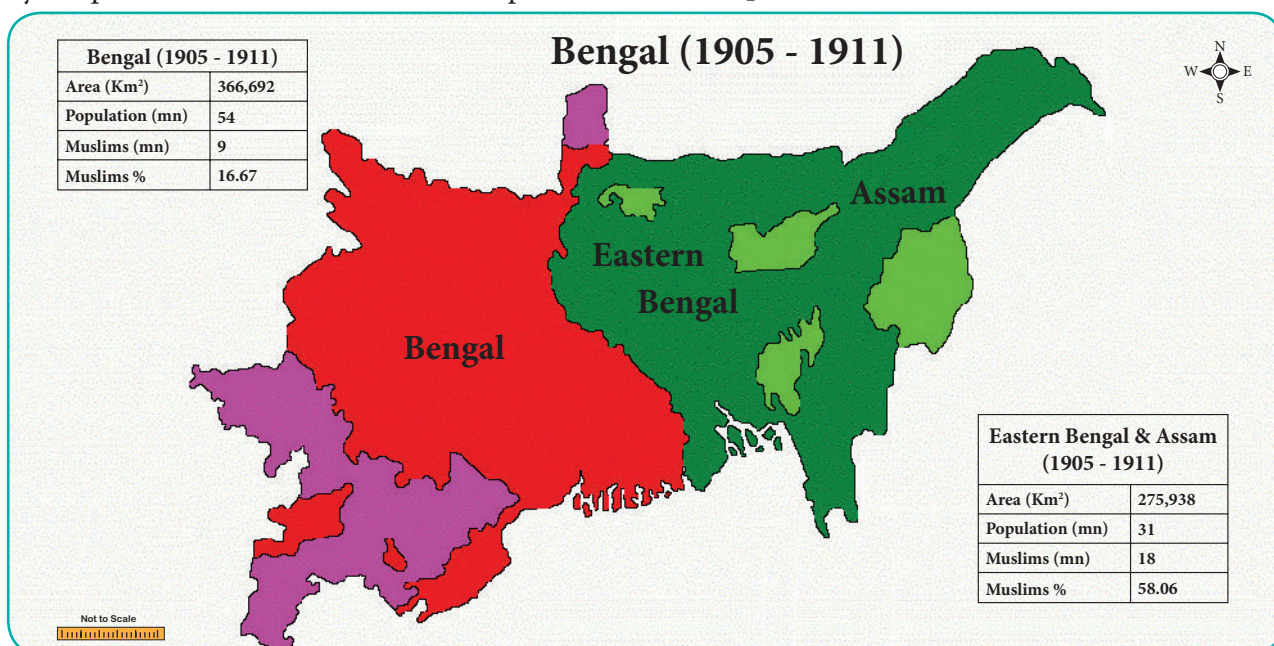 Bengal (1905 - 1911)
Bengal (1905 - 1911)
Area (Km²) 366,692
Population (mn) 54
Muslims (mn) 9
Muslims % 16.67
N
W E
S
Assam
Eastern
Bengal
Bengal
Eastern Bengal & Assam
(1905 - 1911)
Area (Km²) 275,938
Population (mn) 31
Muslims (mn) 18
Muslims % 58.06
Not to Scale